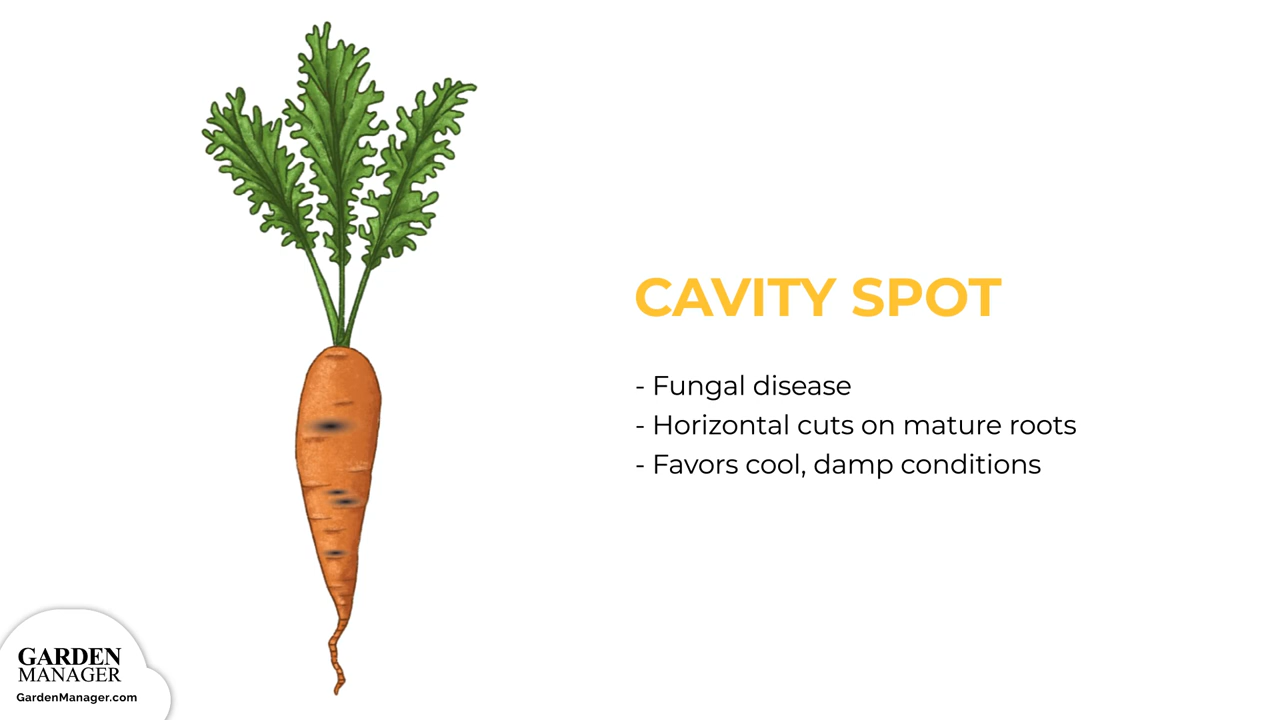 CAVITY SPOT
- Fungal disease
- Horizontal cuts on mature roots
- Favors cool, damp conditions
GARDEN
MANAGER
GardenManager.com